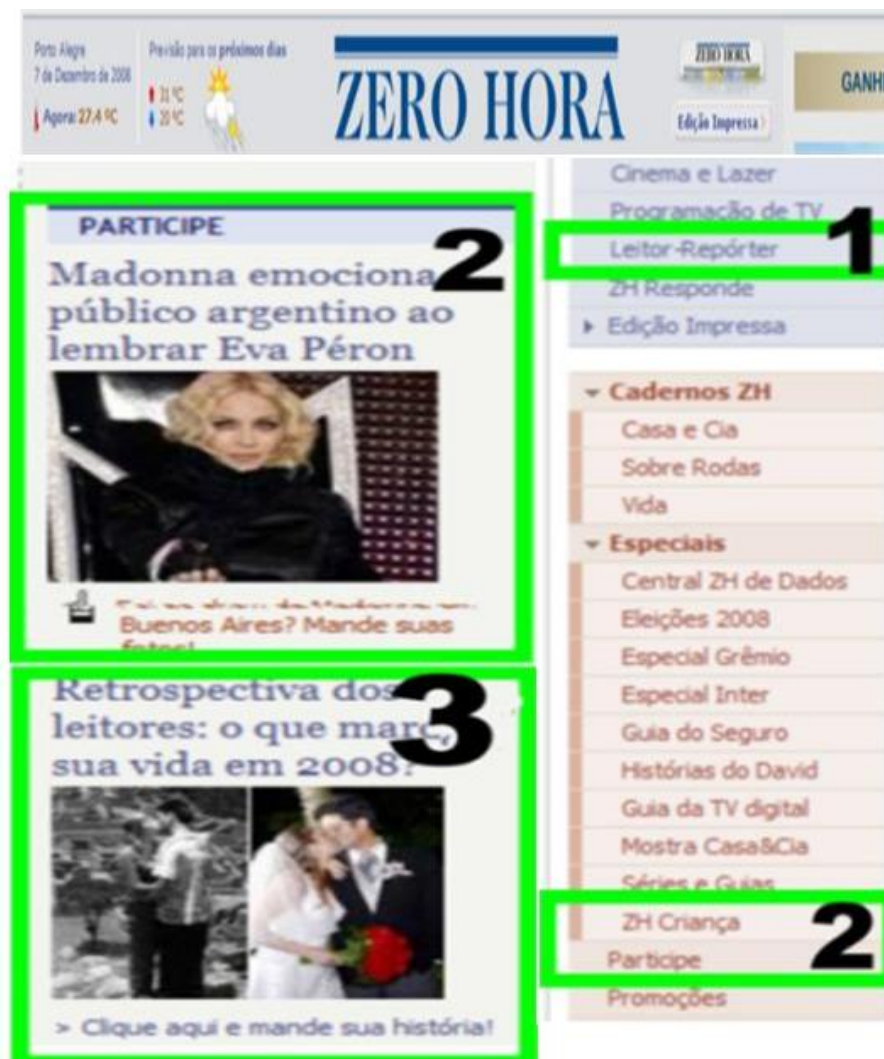 Porto Alegre
7 de Dezembro de 2008
Agora: 27.4 ºC
Previsão para os próximos dias
31 ºC
20 ºC
ZERO HORA
ZERO HORA
Edição Impressa
GANH
PARTICIPE
2
Madonna emociona
público argentino ao
lembrar Eva Péron
Buenos Aires? Mande suas
3
Retrospectiva dos
leitores: o que marc
sua vida em 2008?
> Clique aqui e mande sua história!
Cinema e Lazer
Programação de TV
Leitor-Repórter
1
ZH Responde
Edição Impressa
Cadernos ZH
Casa e Cia
Sobre Rodas
Vida
Especiais
Central ZH de Dados
Eleições 2008
Especial Grêmio
Especial Inter
Guia do Seguro
Histórias do David
Guia da TV digital
Mostra Casa&Cia
Séries e Guias
ZH Criança
2
Participe
Promoções